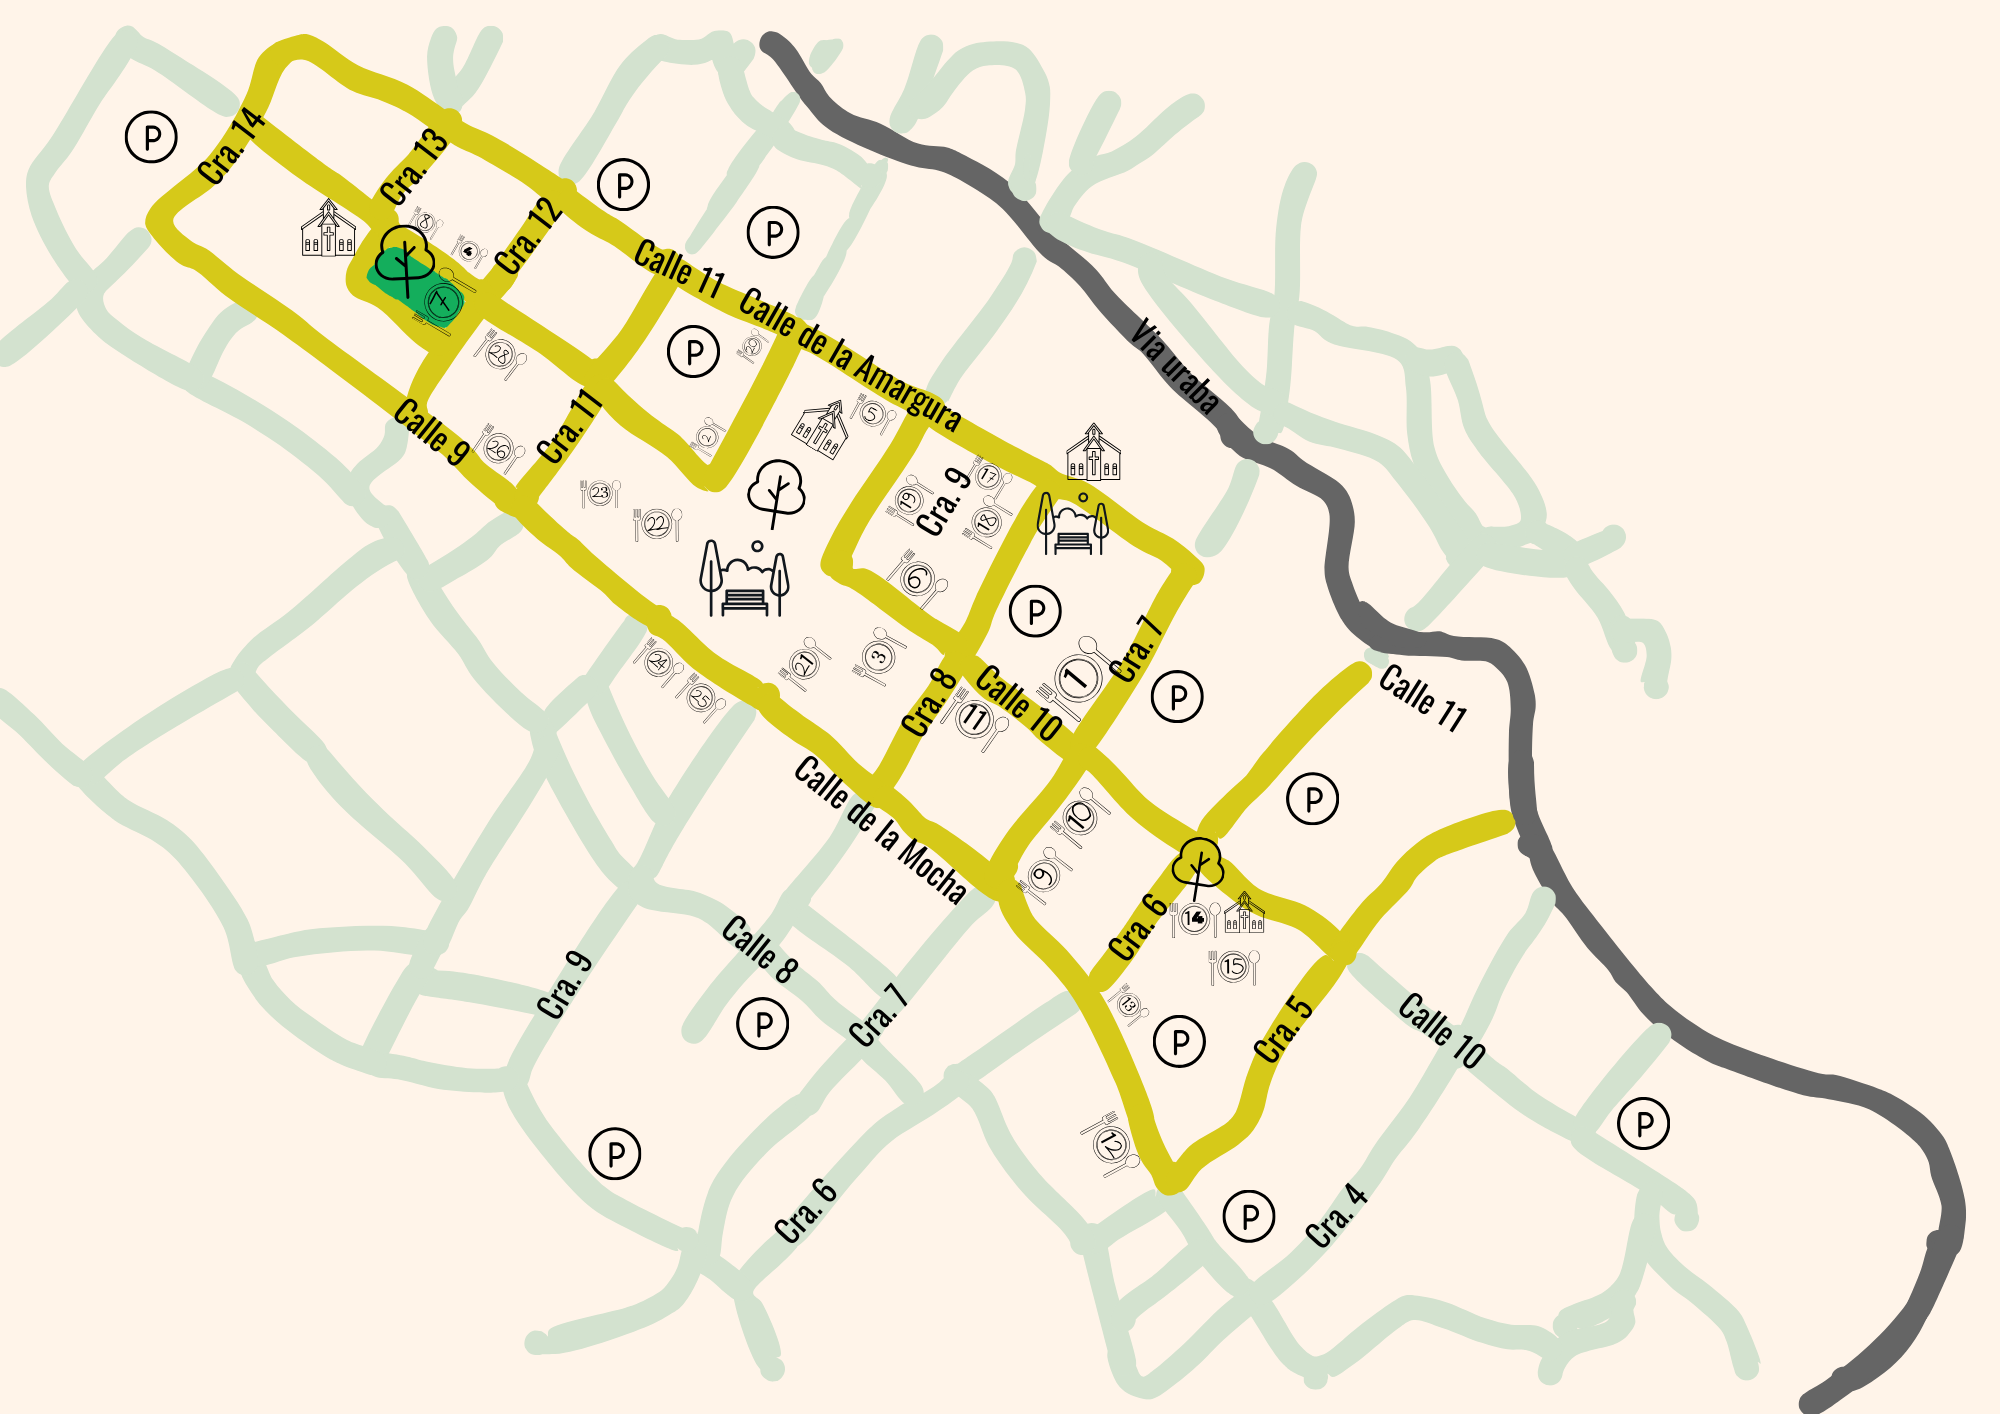 P
Cra. 14
Cra. 13
8
4
Cra. 12
P
P
Calle 11
Calle de la Amargura
7
28
P
20
2
5
Vía uraba
Calle 9
26
Cra. 11
23
22
19
Cra. 9
17
18
6
P
24
25
21
3
Cra. 8
Calle 10
11
1
Cra. 7
P
Calle 11
P
Calle de la Mocha
10
9
Cra. 6
14
15
13
P
Cra. 5
Calle 10
Calle 8
Cra. 9
P
Cra. 7
12
P
P
Cra. 6
P
Cra. 4